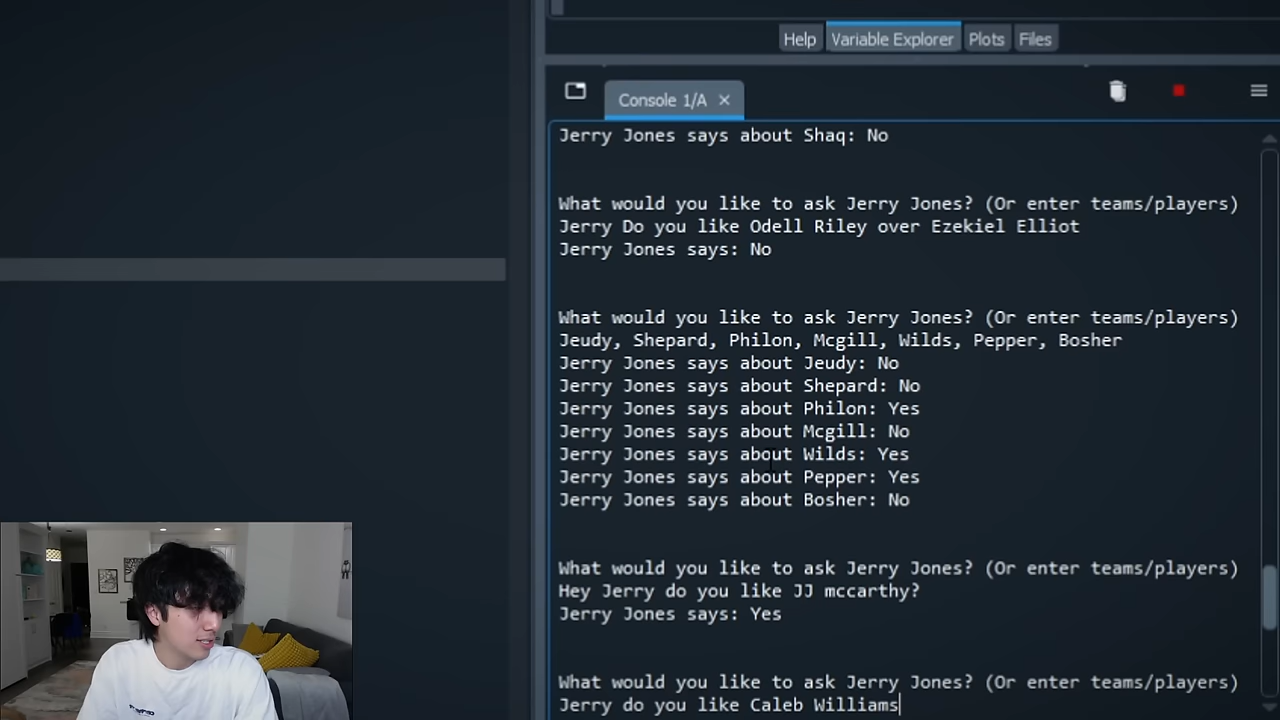 Help
Variable Explorer
Plots
Files
Console 1/A
Jerry Jones says about Shaq: No
What would you like to ask Jerry Jones? (Or enter teams/players)
Jerry Do you like Odell Riley over Ezekiel Elliot
Jerry Jones says: No
What would you like to ask Jerry Jones? (Or enter teams/players)
Jeudy, Shepard, Philon, Mcgill, Wilds, Pepper, Bosher
Jerry Jones says about Jeudy: No
Jerry Jones says about Shepard: No
Jerry Jones says about Philon: Yes
Jerry Jones says about Mcgill: No
Jerry Jones says about Wilds: Yes
Jerry Jones says about Pepper: Yes
Jerry Jones says about Bosher: No
What would you like to ask Jerry Jones? (Or enter teams/players)
Hey Jerry do you like JJ mccarthy?
Jerry Jones says: Yes
What would you like to ask Jerry Jones? (Or enter teams/players)
Jerry do you like Caleb Williams